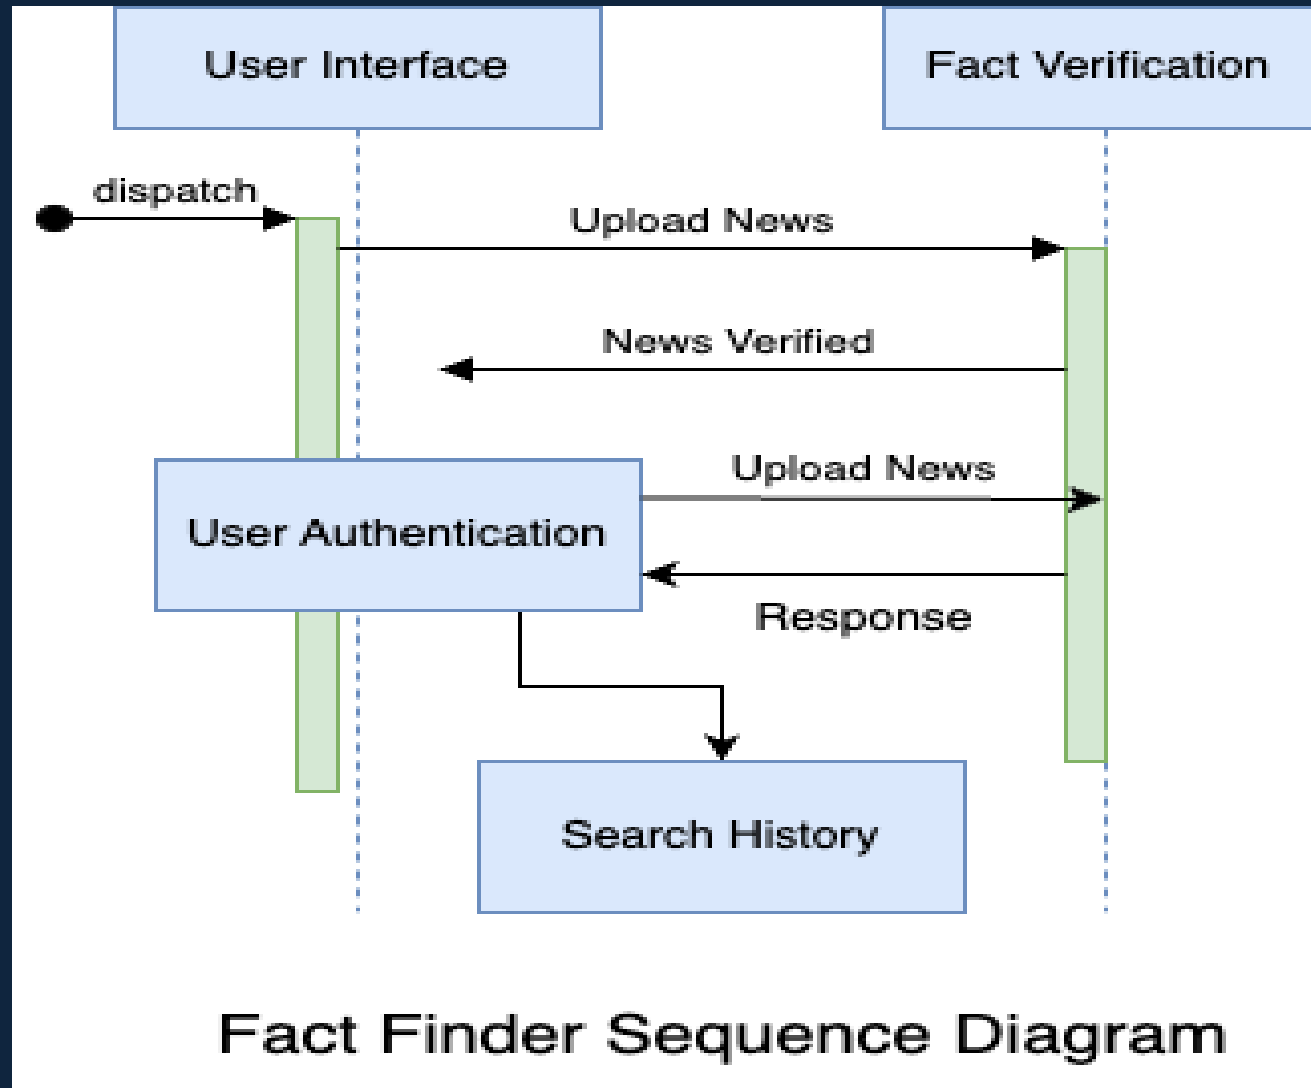 User Interface
Fact Verification
dispatch
Upload News
News Verified
Upload News
User Authentication
Response
Search History
Fact Finder Sequence Diagram